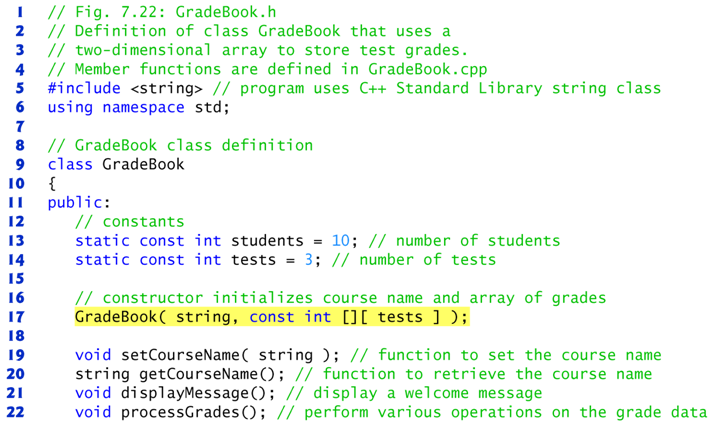 1 // Fig. 7.22: GradeBook.h
2 // Definition of class GradeBook that uses a
3 // two-dimensional array to store test grades.
4 // Member functions are defined in GradeBook.cpp
5 #include <string> // program uses C++ Standard Library string class
6 using namespace std;
7
8 // GradeBook class definition
9 class GradeBook
10 {
11 public:
12    // constants
13    static const int students = 10; // number of students
14    static const int tests = 3; // number of tests
15
16    // constructor initializes course name and array of grades
17    GradeBook( string, const int [][ tests ] );
18
19    void setCourseName( string ); // function to set the course name
20    string getCourseName(); // function to retrieve the course name
21    void displayMessage(); // display a welcome message
22    void processGrades(); // perform various operations on the grade data